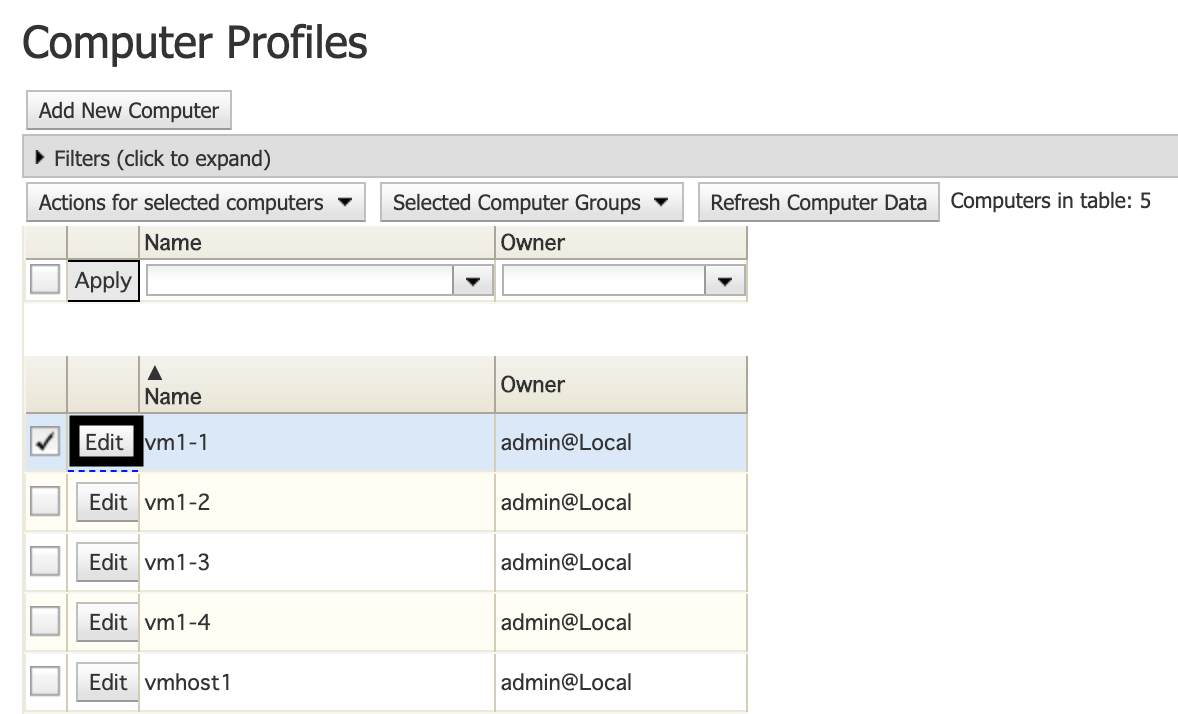 Computer Profiles
Add New Computer
Filters (click to expand)
Actions for selected computers Selected Computer Groups Refresh Computer Data Computers in table: 5
Name Owner
Apply
Name Owner
Edit vm1-1 admin@Local
Edit vm1-2 admin@Local
Edit vm1-3 admin@Local
Edit vm1-4 admin@Local
Edit vmhost1 admin@Local